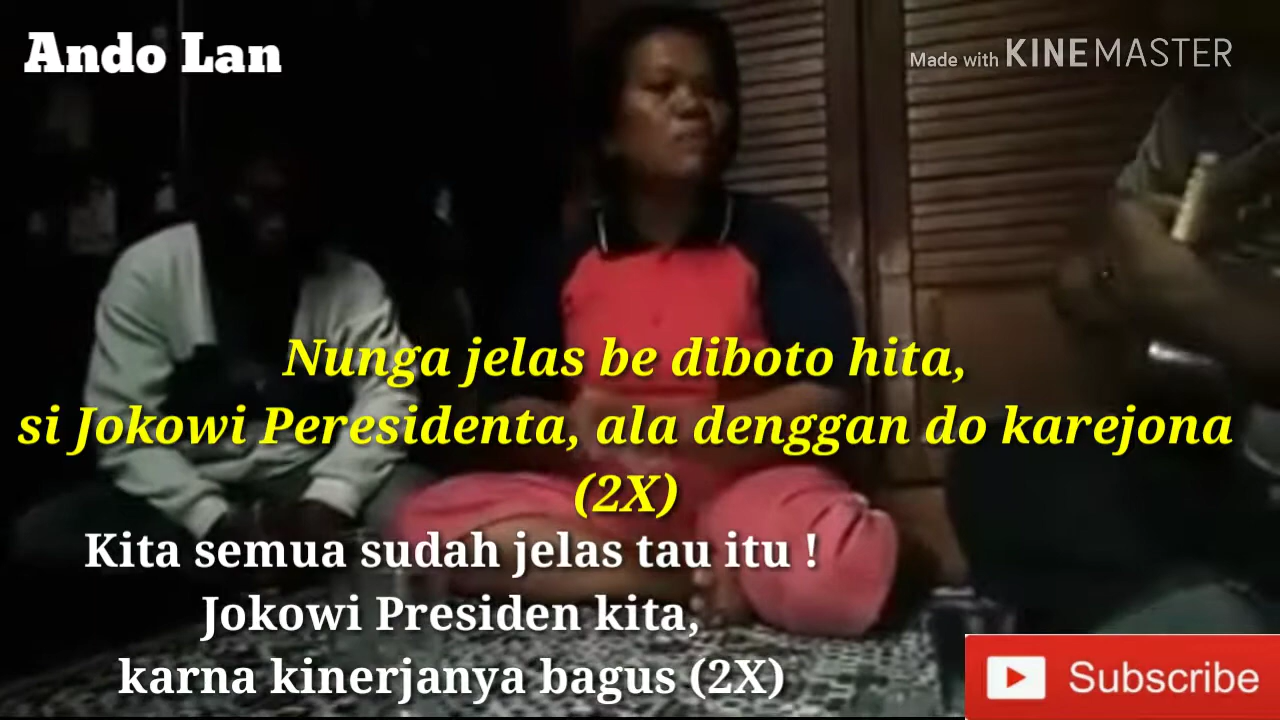 Ando Lan
Made with KINEMASTER
Nunga jelas be diboto hita,
si Jokowi Peresidenta, ala denggan do karejona
(2X)
Kita semua sudah jelas tau itu !
Jokowi Presiden kita,
karna kinerjanya bagus (2X)
Subscribe